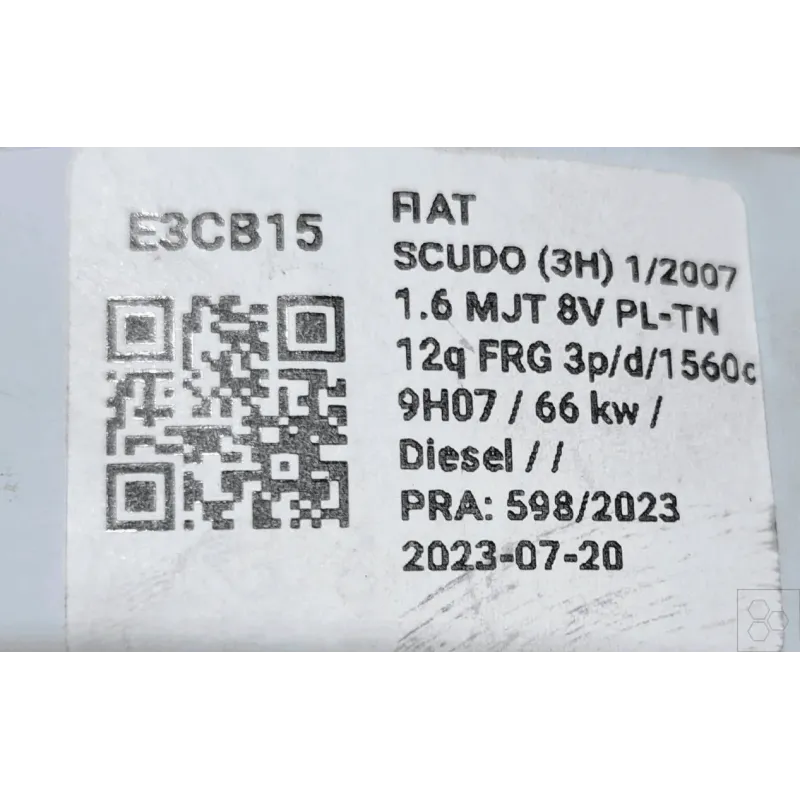 E3CB15
FIAT
SCUDO (3H) 1/2007
1.6 MJT 8V PL-TN
12q FRG 3p/d/1560c
9H07 / 66 kw /
Diesel / /
PRA: 598/2023
2023-07-20